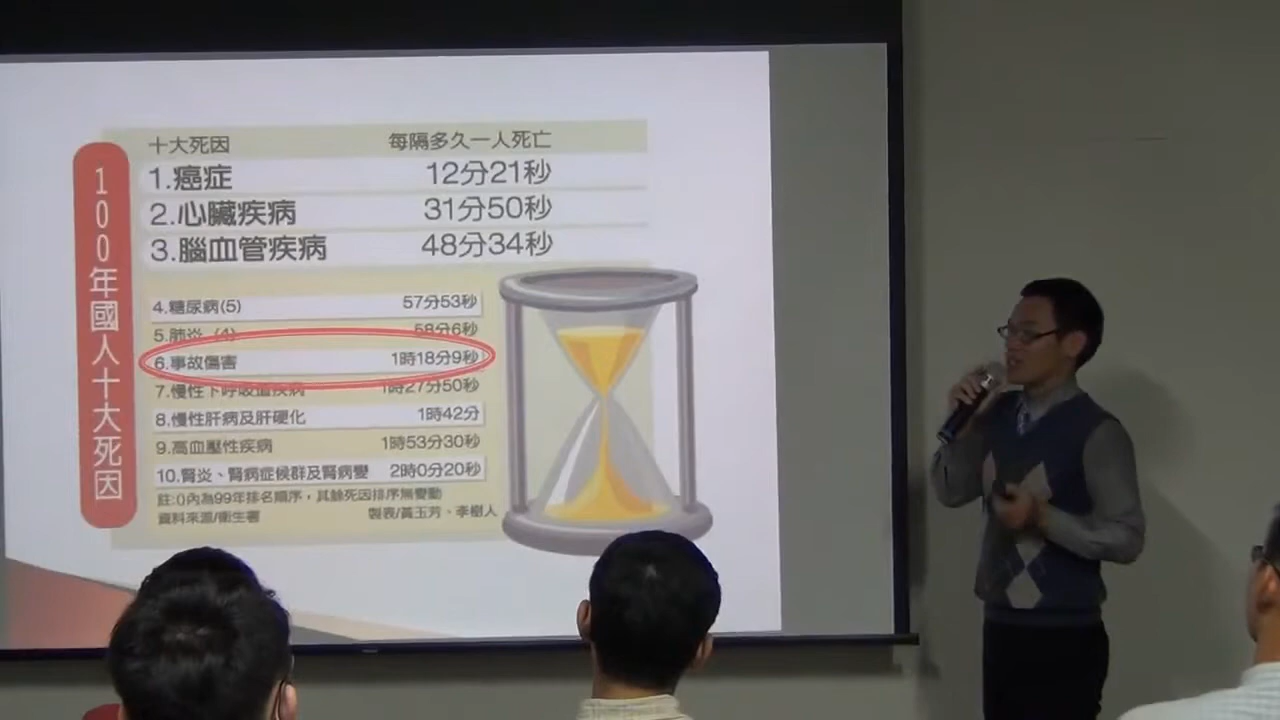 100年國人十大死因
十大死因 每隔多久一人死亡
1.癌症 12分21秒
2.心臟疾病 31分50秒
3.腦血管疾病 48分34秒
4.糖尿病(5) 57分53秒
5.肺炎 (4) 58分6秒
6.事故傷害 1時18分9秒
7.慢性下呼吸道疾病 1時27分50秒
8.慢性肝病及肝硬化 1時42分
9.高血壓性疾病 1時53分30秒
10.腎炎、腎病症候群及腎病變 2時0分20秒
註:()內為99年排名順序，其餘死因排序無變動
資料來源/衛生署 製表/黃玉芳、李樹人